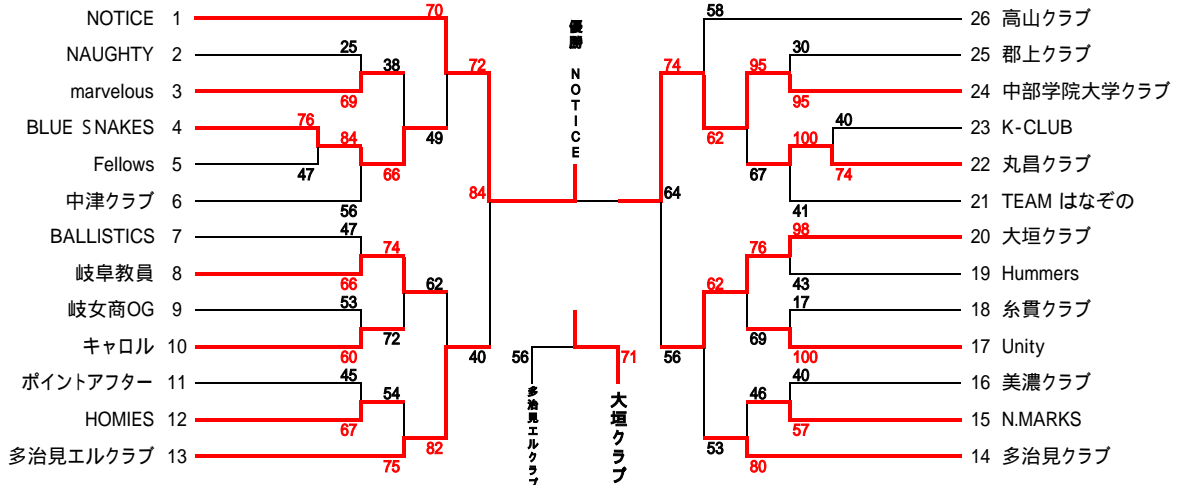 NOTICE 1
70
58
26 高山クラブ
優勝 NOTICE
NAUGHTY 2
25
38
72
74
95
30
25 郡上クラブ
marvelous 3
69
95
24 中部学院大学クラブ
BLUE SNAKES 4
76
84
49
62
100
40
23 K-CLUB
Fellows 5
47
66
67
74
22 丸昌クラブ
84
64
中津クラブ 6
56
41
21 TEAM はなぞの
BALLISTICS 7
47
74
76
98
20 大垣クラブ
岐阜教員 8
66
62
62
43
19 Hummers
岐女商OG 9
53
72
69
17
18 糸貫クラブ
キャロル 10
60
40
56
71
56
100
17 Unity
ポイントアフター 11
45
54
46
40
16 美濃クラブ
多治見エルクラブ
大垣クラブ
HOMIES 12
67
82
53
57
15 N.MARKS
多治見エルクラブ 13
75
80
14 多治見クラブ